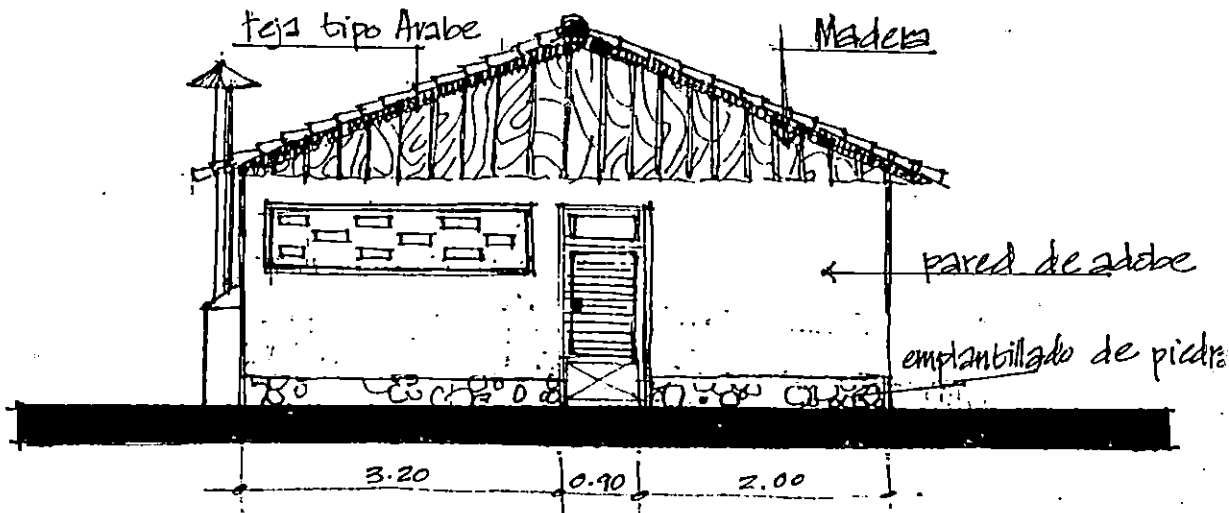 teja tipo Arabe
Madera
pared de adobe
emplantillado de piedra
3.20
0.90
2.00